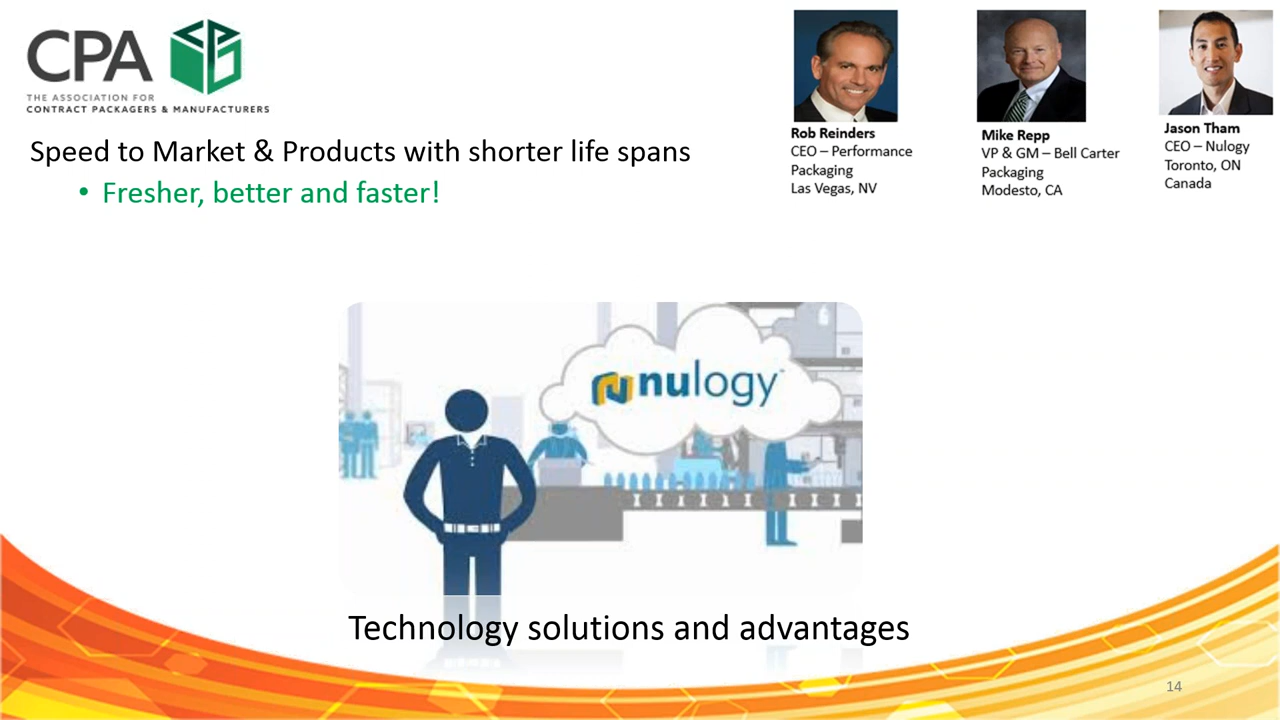 CPA
THE ASSOCIATION FOR
CONTRACT PACKAGERS & MANUFACTURERS
Rob Reinders
CEO – Performance
Packaging
Las Vegas, NV
Mike Repp
VP & GM – Bell Carter
Packaging
Modesto, CA
Jason Tham
CEO – Nulogy
Toronto, ON
Canada
Speed to Market & Products with shorter life spans
• Fresher, better and faster!
nulogy
Technology solutions and advantages
14